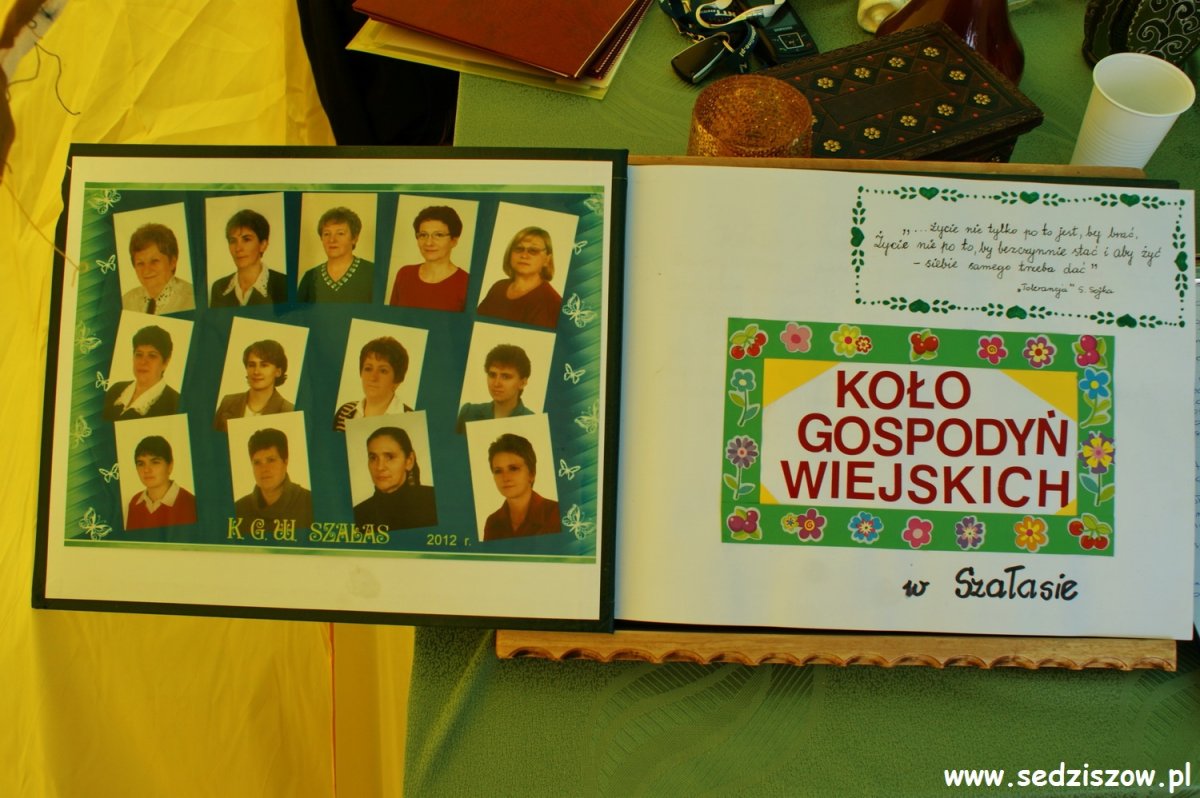 K G W SZAŁAS 2012 r.
„... Życie nie tylko po to jest, by brać,
Życie nie po to, by bezczynnie stać i aby żyć
- siebie samego trzeba dać”
„Tolerancja” S. Sojka
KOŁO
GOSPODYŃ
WIEJSKICH
w Szałasie
www.sedziszow.pl